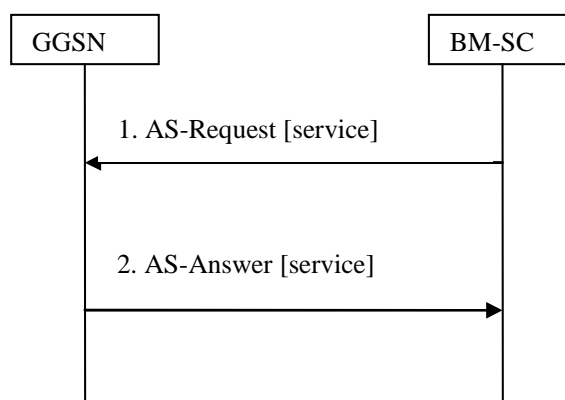 GGSN
BM-SC
1. AS-Request [service]
2. AS-Answer [service]